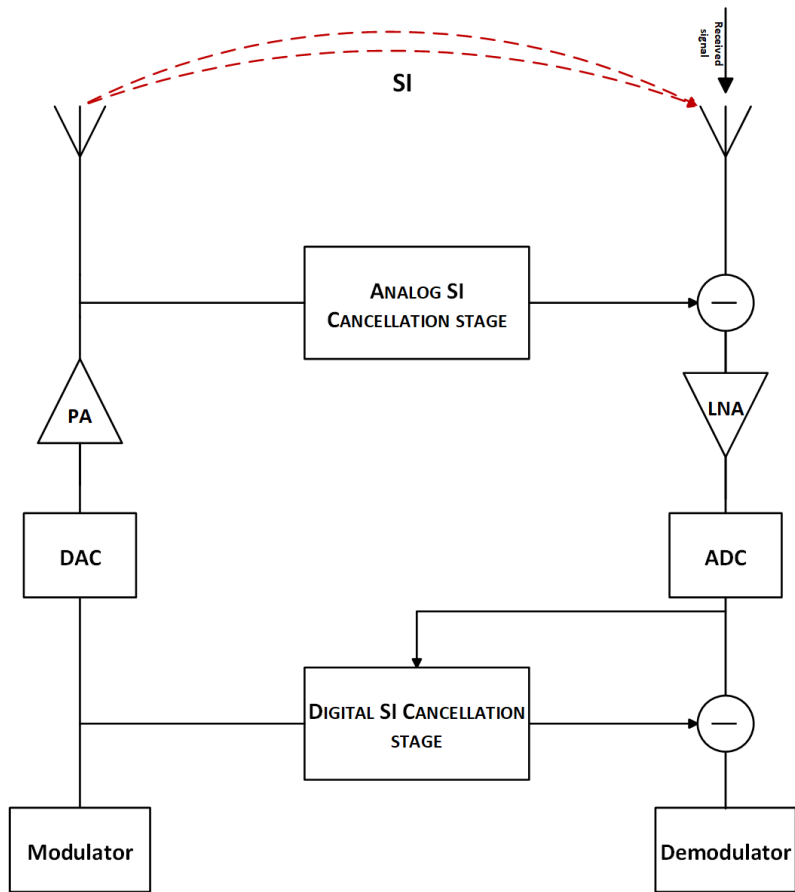 Received
signal
SI
ANALOG SI
CANCELLATION STAGE
PA
LNA
DAC
ADC
DIGITAL SI CANCELLATION
STAGE
Modulator
Demodulator